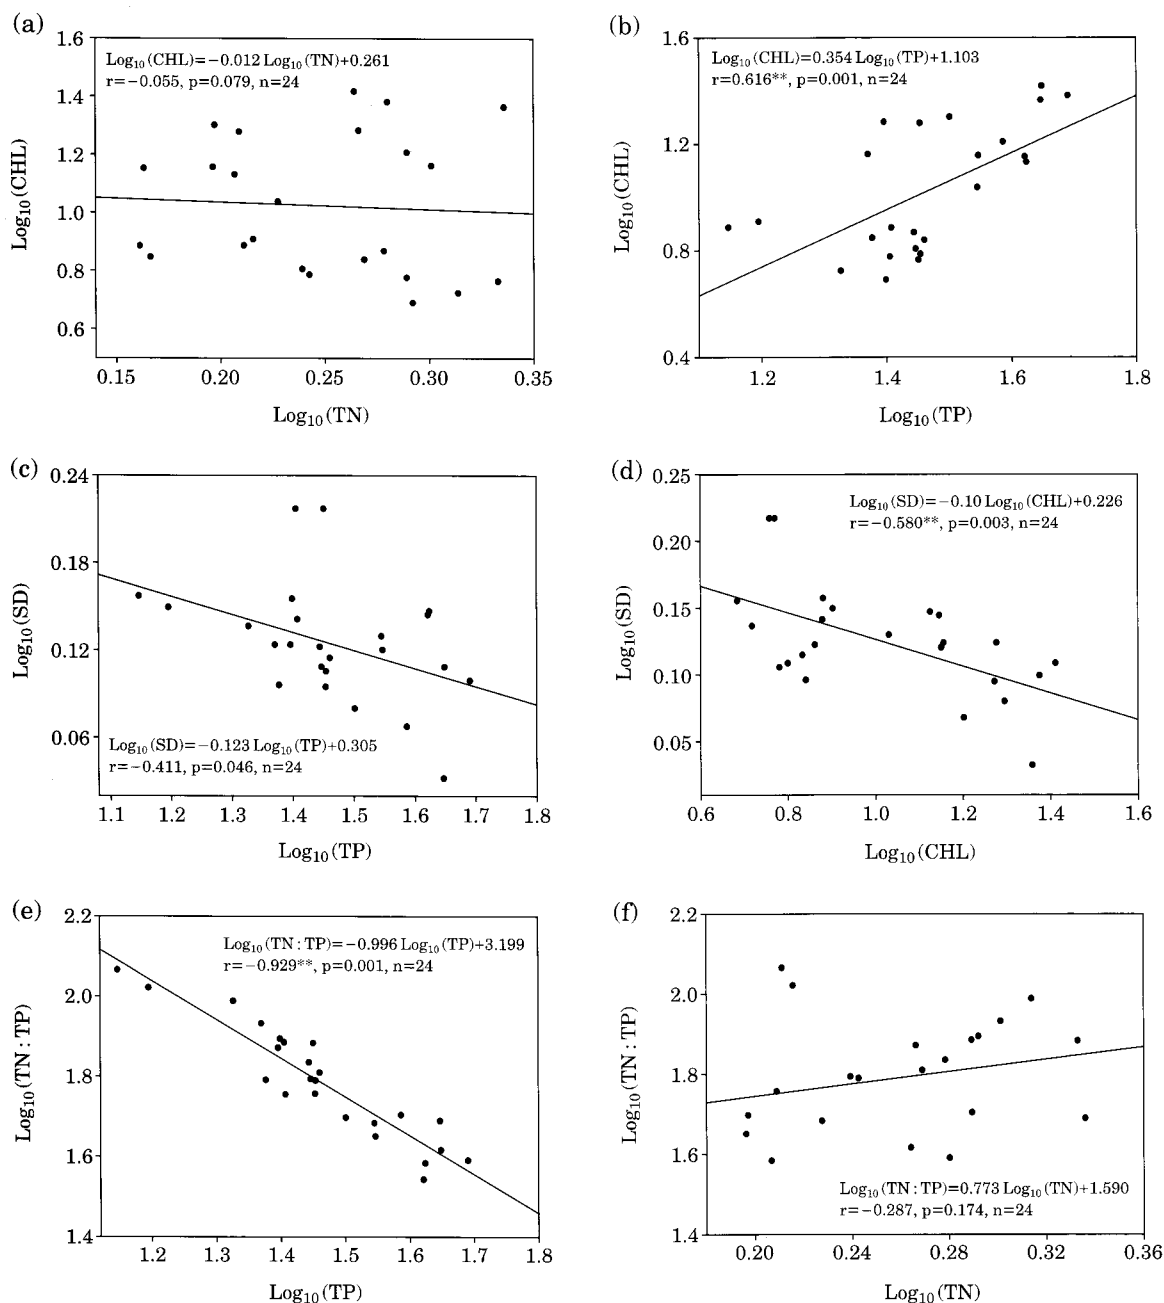 (a)
1.6
Log₁₀(CHL)=−0.012 Log₁₀(TN)+0.261
r=−0.055, p=0.079, n=24
1.4
1.2
1.0
0.8
0.6
Log₁₀(CHL)
0.15 0.20 0.25 0.30 0.35
Log₁₀(TN)
(b)
1.6
Log₁₀(CHL)=0.354 Log₁₀(TP)+1.103
r=0.616**, p=0.001, n=24
1.2
0.8
0.4
Log₁₀(CHL)
1.2 1.4 1.6 1.8
Log₁₀(TP)
(c)
0.24
0.18
0.12
0.06
Log₁₀(SD)
Log₁₀(SD)=−0.123 Log₁₀(TP)+0.305
r=−0.411, p=0.046, n=24
1.1 1.2 1.3 1.4 1.5 1.6 1.7 1.8
Log₁₀(TP)
(d)
0.25
Log₁₀(SD)=−0.10 Log₁₀(CHL)+0.226
r=−0.580**, p=0.003, n=24
0.20
0.15
0.10
0.05
Log₁₀(SD)
0.6 0.8 1.0 1.2 1.4 1.6
Log₁₀(CHL)
(e)
2.2
Log₁₀(TN : TP)=−0.996 Log₁₀(TP)+3.199
r=−0.929**, p=0.001, n=24
2.0
1.8
1.6
1.4
Log₁₀(TN : TP)
1.2 1.3 1.4 1.5 1.6 1.7 1.8
Log₁₀(TP)
(f)
2.2
2.0
1.8
1.6
1.4
Log₁₀(TN : TP)
Log₁₀(TN : TP)=0.773 Log₁₀(TN)+1.590
r=−0.287, p=0.174, n=24
0.20 0.24 0.28 0.32 0.36
Log₁₀(TN)